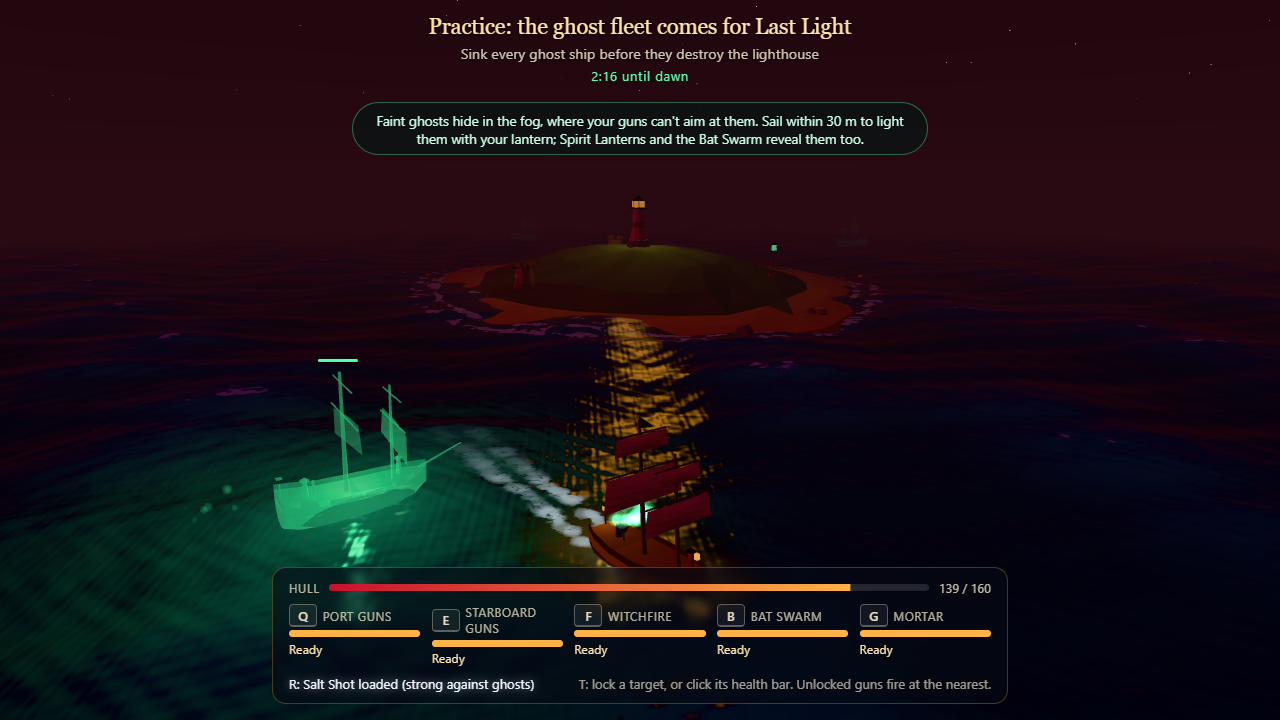 Practice: the ghost fleet comes for Last Light
Sink every ghost ship before they destroy the lighthouse
2:16 until dawn
Faint ghosts hide in the fog, where your guns can't aim at them. Sail within 30 m to light
them with your lantern; Spirit Lanterns and the Bat Swarm reveal them too.
HULL 139 / 160
Q PORT GUNS
Ready
E STARBOARD
GUNS
Ready
F WITCHFIRE
Ready
B BAT SWARM
Ready
G MORTAR
Ready
R: Salt Shot loaded (strong against ghosts)
T: lock a target, or click its health bar. Unlocked guns fire at the nearest.